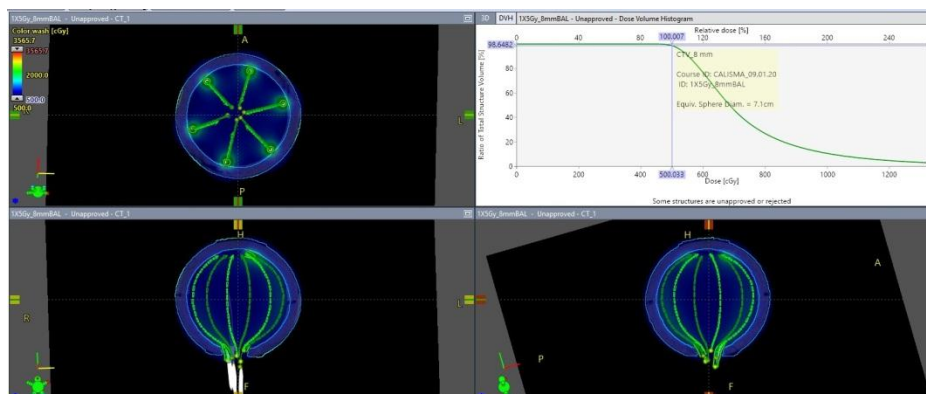 1X5Gy_8mmBAL - Unapproved - CT_1
Color wash [cGy]
3565.7
3565.7
2000.0
500.0
500.0
A
L
P
3D
DVH
1X5Gy_8mmBAL - Unapproved - Dose Volume Histogram
Relative dose [%]
0
40
80
100.007
120
160
200
240
98.6482
Ratio of Total Structure Volume [%]
80
60
40
20
0
CTV_8 mm
Course ID: CALISMA_09.01.20
ID: 1X5Gy_8mmBAL
Equiv. Sphere Diam. = 7.1cm
0
200
400
500.033
600
800
1000
1200
Dose [cGy]
Some structures are unapproved or rejected
1X5Gy_8mmBAL - Unapproved - CT_1
H
R
L
F
1X5Gy_8mmBAL - Unapproved - CT_1
H
A
P
F